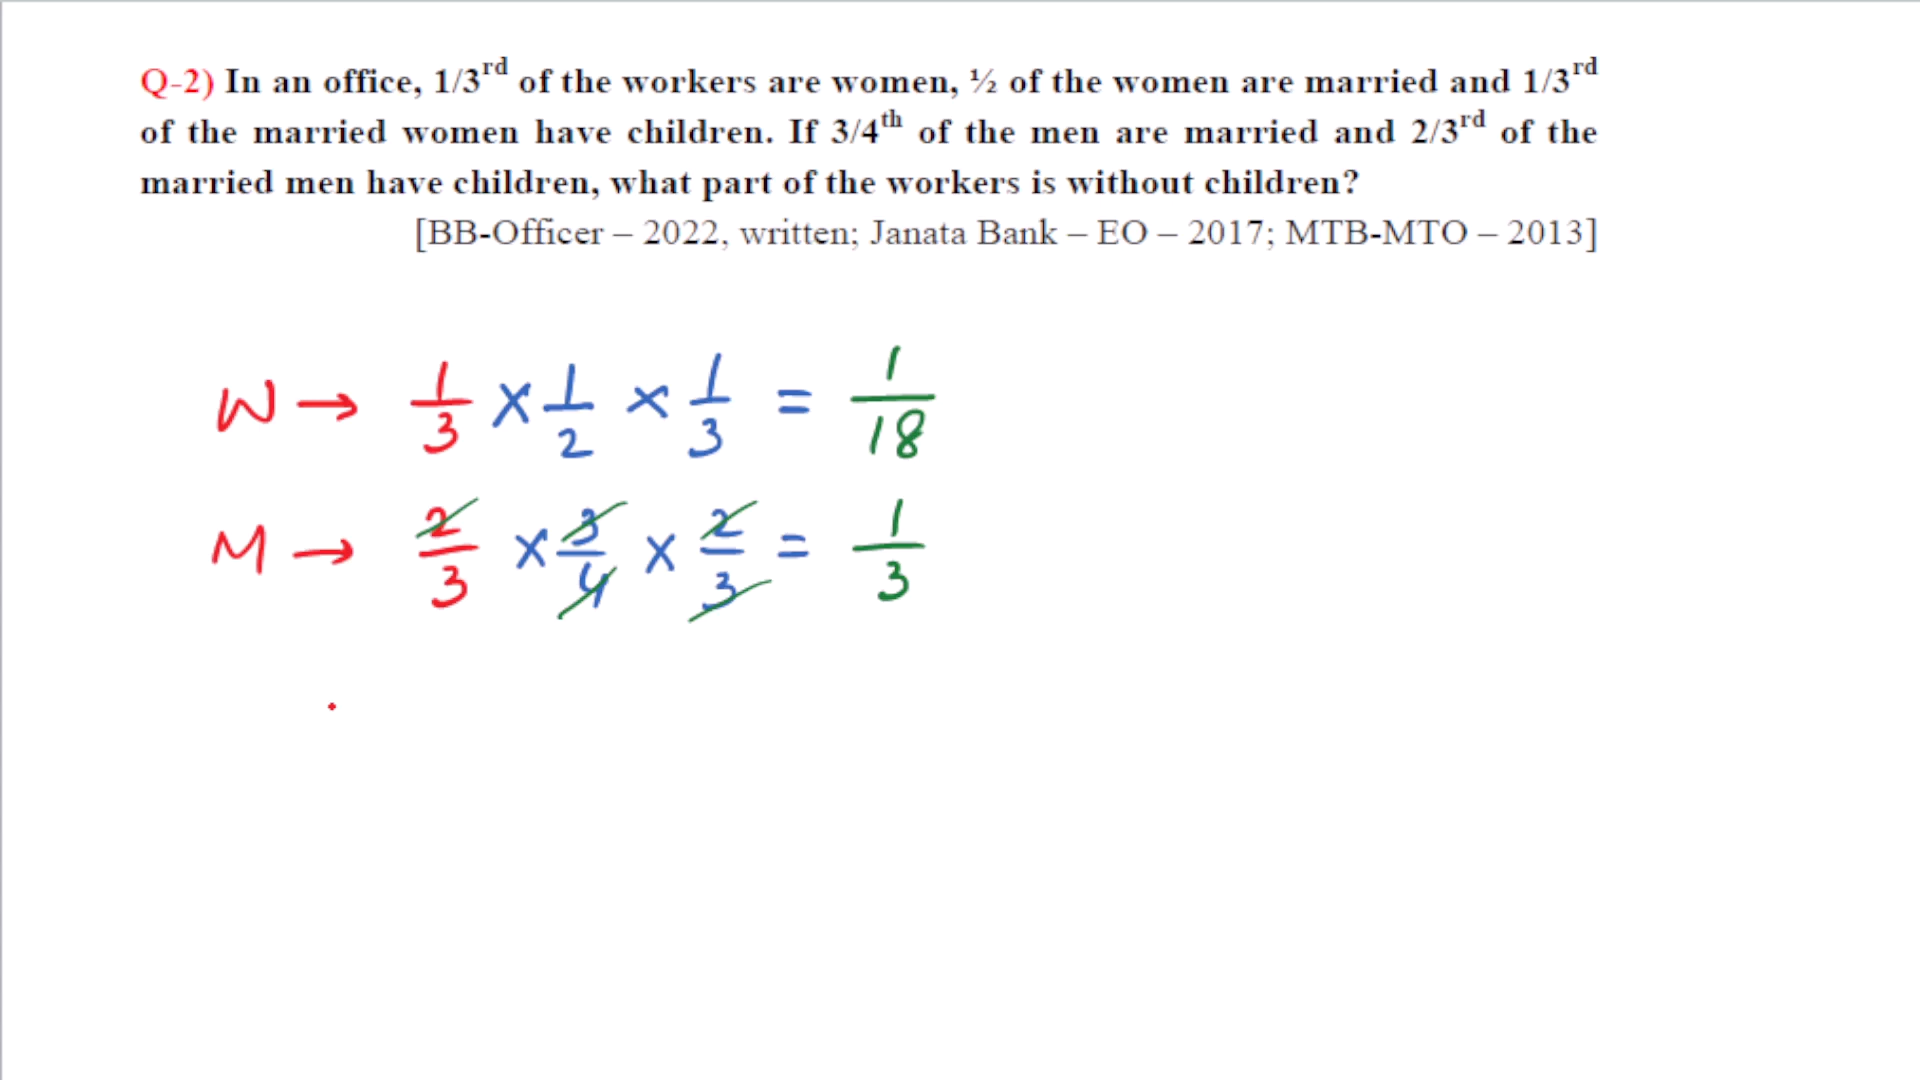 Q-2) In an office, 1/3rd of the workers are women, ½ of the women are married and 1/3rd
of the married women have children. If 3/4th of the men are married and 2/3rd of the
married men have children, what part of the workers is without children?
[BB-Officer – 2022, written; Janata Bank – EO – 2017; MTB-MTO – 2013]
W → 1/3 × 1/2 × 1/3 = 1/18
M → 2/3 × 3/4 × 2/3 = 1/3